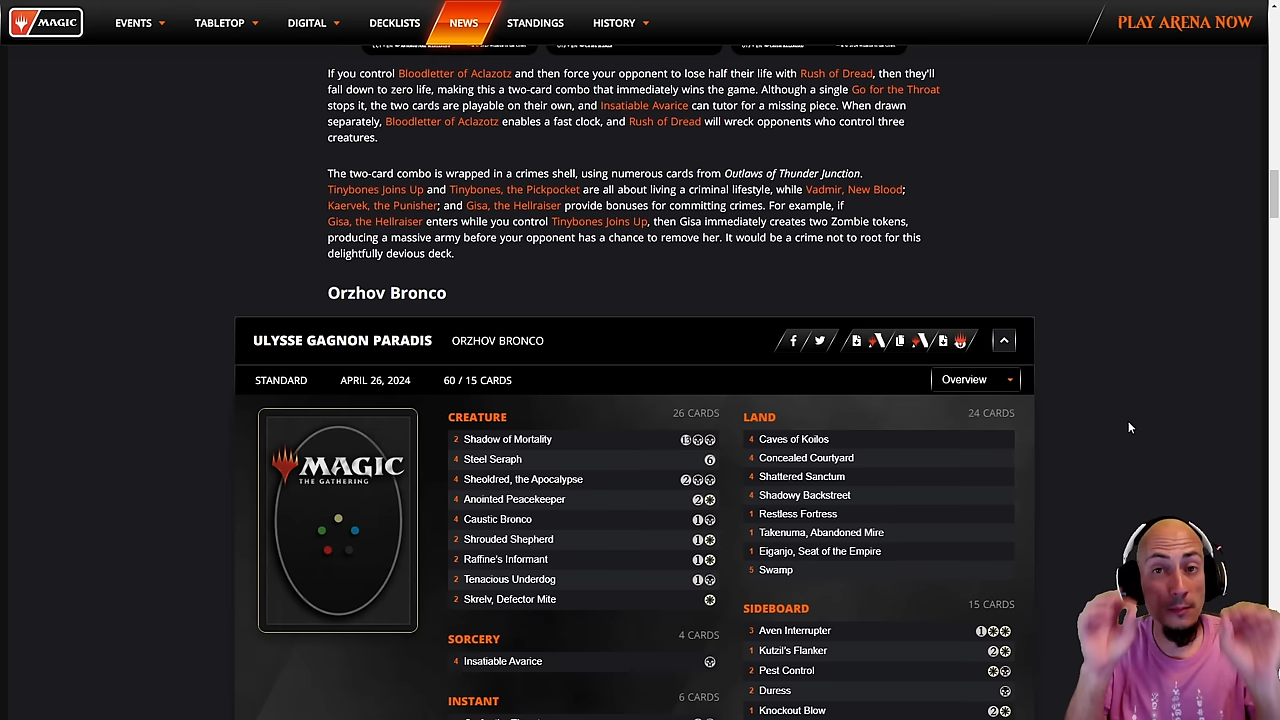 MAGIC
EVENTS
TABLETOP
DIGITAL
DECKLISTS
NEWS
STANDINGS
HISTORY
PLAY ARENA NOW
If you control Bloodletter of Aclazotz and then force your opponent to lose half their life with Rush of Dread, then they'll
fall down to zero life, making this a two-card combo that immediately wins the game. Although a single Go for the Throat
stops it, the two cards are playable on their own, and Insatiable Avarice can tutor for a missing piece. When drawn
separately, Bloodletter of Aclazotz enables a fast clock, and Rush of Dread will wreck opponents who control three
creatures.
The two-card combo is wrapped in a crimes shell, using numerous cards from Outlaws of Thunder Junction.
Tinybones Joins Up and Tinybones, the Pickpocket are all about living a criminal lifestyle, while Vadmir, New Blood;
Kaervek, the Punisher; and Gisa, the Hellraiser provide bonuses for committing crimes. For example, if
Gisa, the Hellraiser enters while you control Tinybones Joins Up, then Gisa immediately creates two Zombie tokens,
producing a massive army before your opponent has a chance to remove her. It would be a crime not to root for this
delightfully devious deck.
Orzhov Bronco
ULYSSE GAGNON PARADIS ORZHOV BRONCO
STANDARD APRIL 26, 2024 60 / 15 CARDS
Overview
MAGIC
THE GATHERING
CREATURE 26 CARDS
2 Shadow of Mortality 13
4 Steel Seraph 6
4 Sheoldred, the Apocalypse 2
4 Anointed Peacekeeper 2
4 Caustic Bronco 1
2 Shrouded Shepherd 1
2 Raffine's Informant 1
2 Tenacious Underdog 1
2 Skrelv, Defector Mite
SORCERY 4 CARDS
4 Insatiable Avarice
INSTANT 6 CARDS
LAND 24 CARDS
4 Caves of Koilos
4 Concealed Courtyard
4 Shattered Sanctum
4 Shadowy Backstreet
1 Restless Fortress
1 Takenuma, Abandoned Mire
1 Eiganjo, Seat of the Empire
5 Swamp
SIDEBOARD 15 CARDS
3 Aven Interrupter 1
1 Kutzil's Flanker 2
2 Pest Control
2 Duress
1 Knockout Blow 2